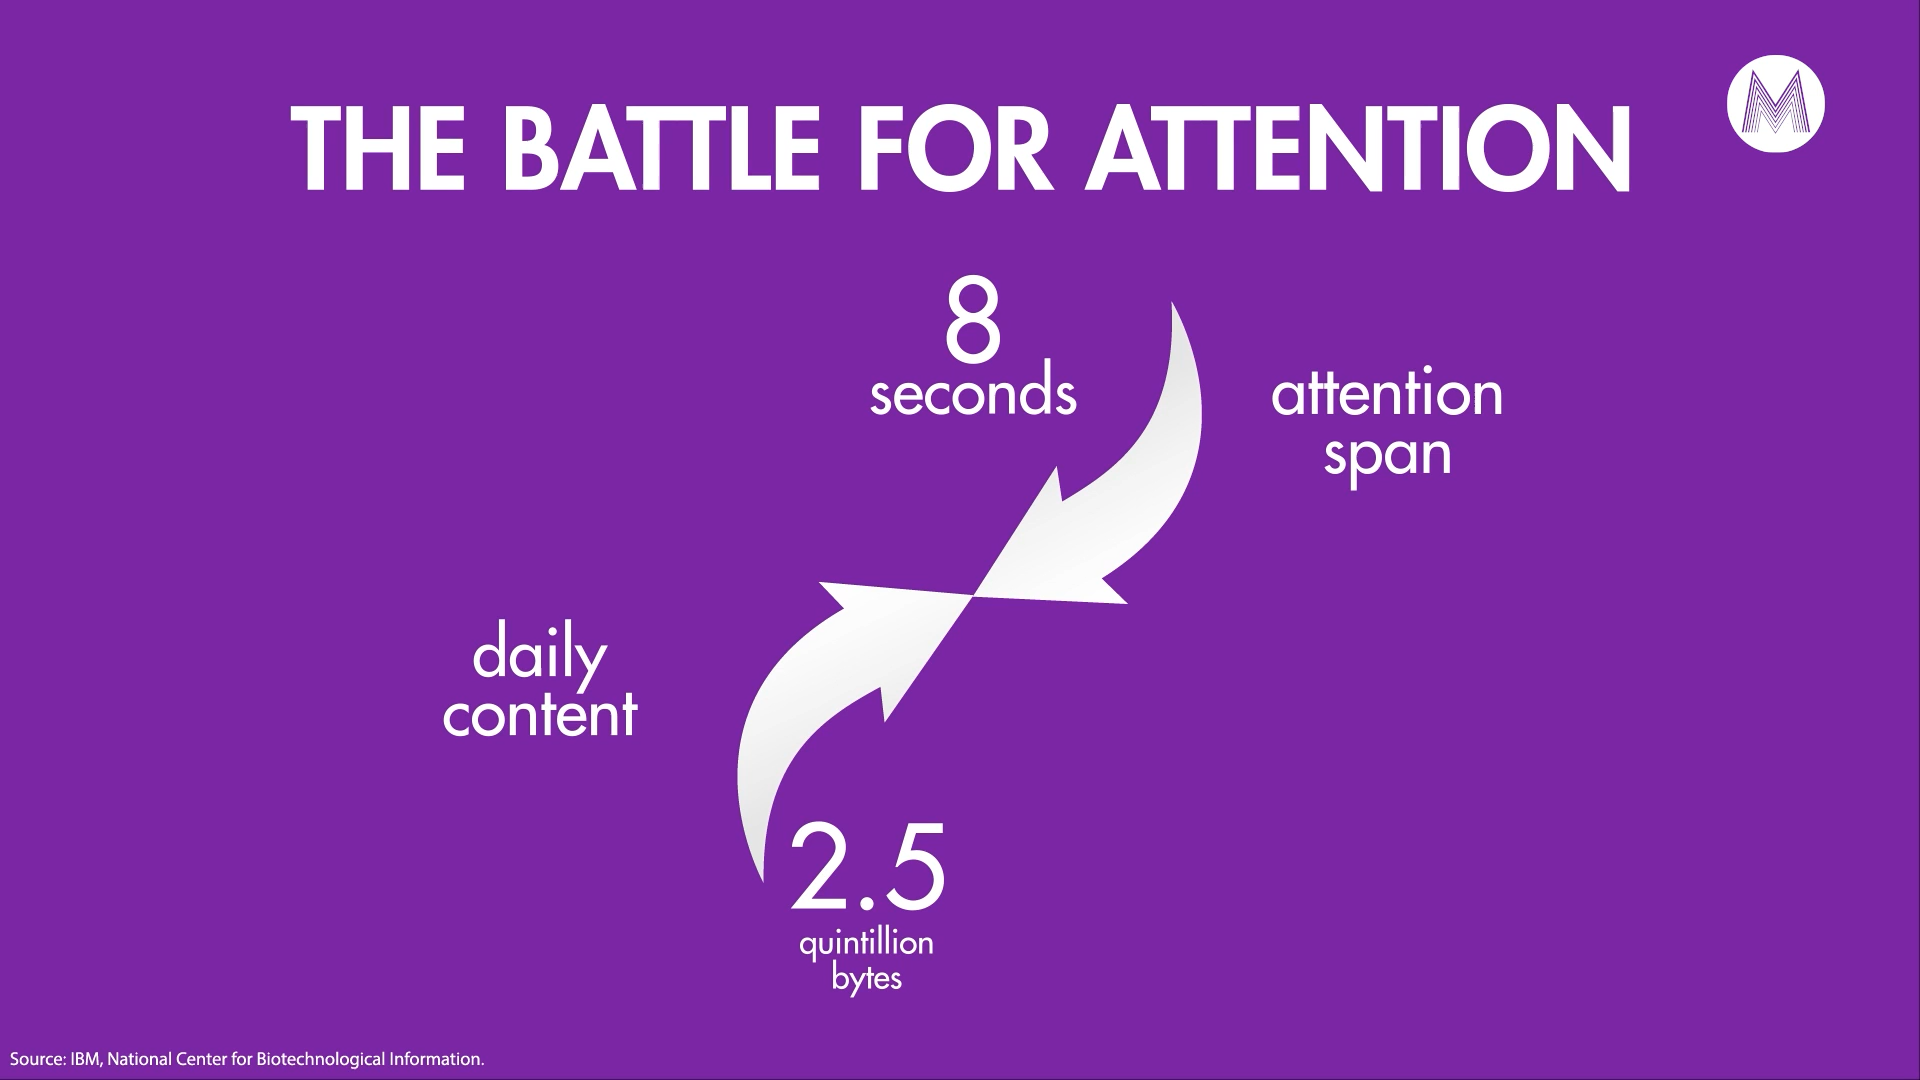 THE BATTLE FOR ATTENTION
M
8
seconds
attention
span
daily
content
2.5
quintillion
bytes
Source: IBM, National Center for Biotechnological Information.